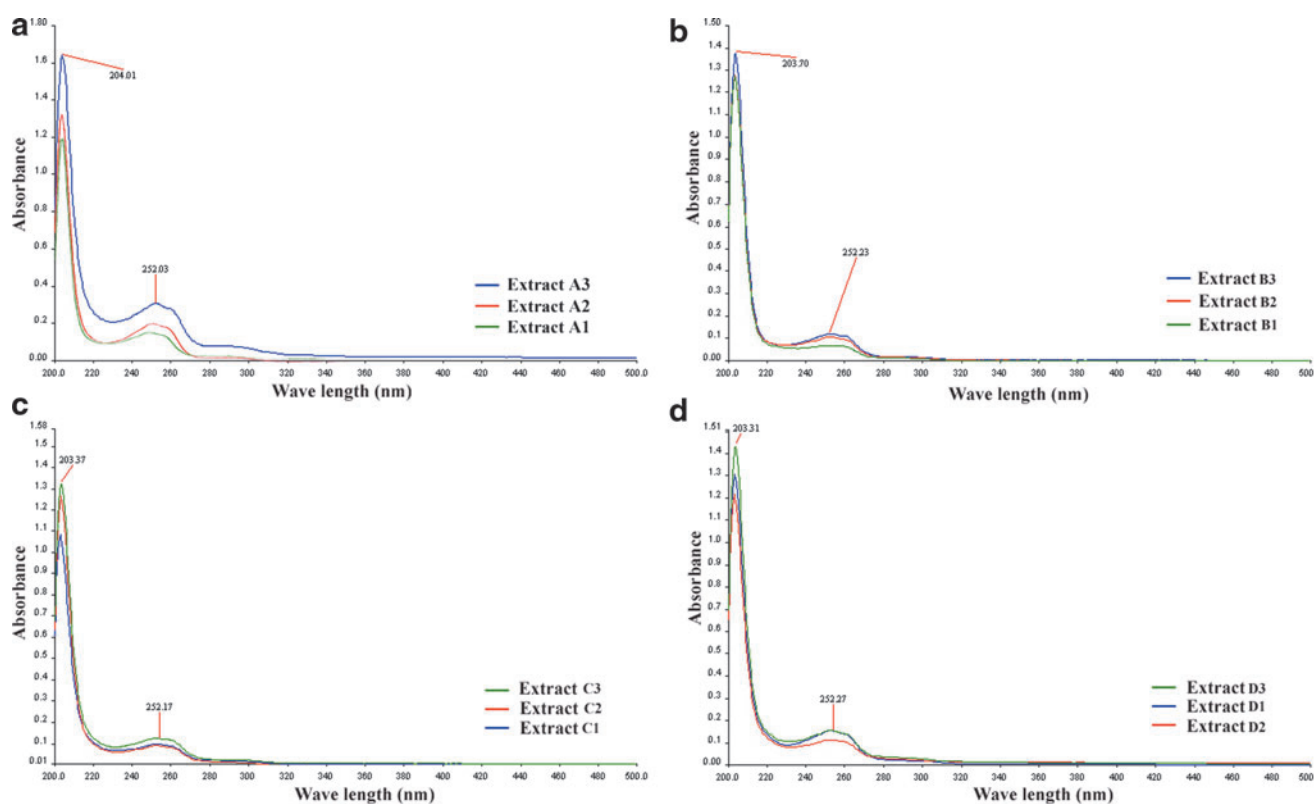 a
1.80
1.6
1.4
1.2
1.0
0.8
0.6
0.4
0.2
0.00
Absorbance
204.01
252.03
Extract A3
Extract A2
Extract A1
200.0 220 240 260 280 300 320 340 360 380 400 420 440 460 480 500.0
Wave length (nm)
b
1.51
1.4
1.3
1.2
1.1
1.0
0.9
0.8
0.7
0.6
0.5
0.4
0.3
0.2
0.1
0.00
Absorbance
203.70
252.23
Extract B3
Extract B2
Extract B1
200.0 220 240 260 280 300 320 340 360 380 400 420 440 460 480 500.0
Wave length (nm)
c
1.58
1.5
1.4
1.3
1.2
1.1
1.0
0.9
0.8
0.7
0.6
0.5
0.4
0.3
0.2
0.1
0.01
Absorbance
203.37
252.17
Extract C3
Extract C2
Extract C1
200.0 220 240 260 280 300 320 340 360 380 400 420 440 460 480 500.0
Wave length (nm)
d
1.51
1.4
1.3
1.2
1.1
1.0
0.9
0.8
0.7
0.6
0.5
0.4
0.3
0.2
0.1
0.00
Absorbance
203.31
252.27
Extract D3
Extract D1
Extract D2
200.0 220 240 260 280 300 320 340 360 380 400 420 440 460 480 500.0
Wave length (nm)